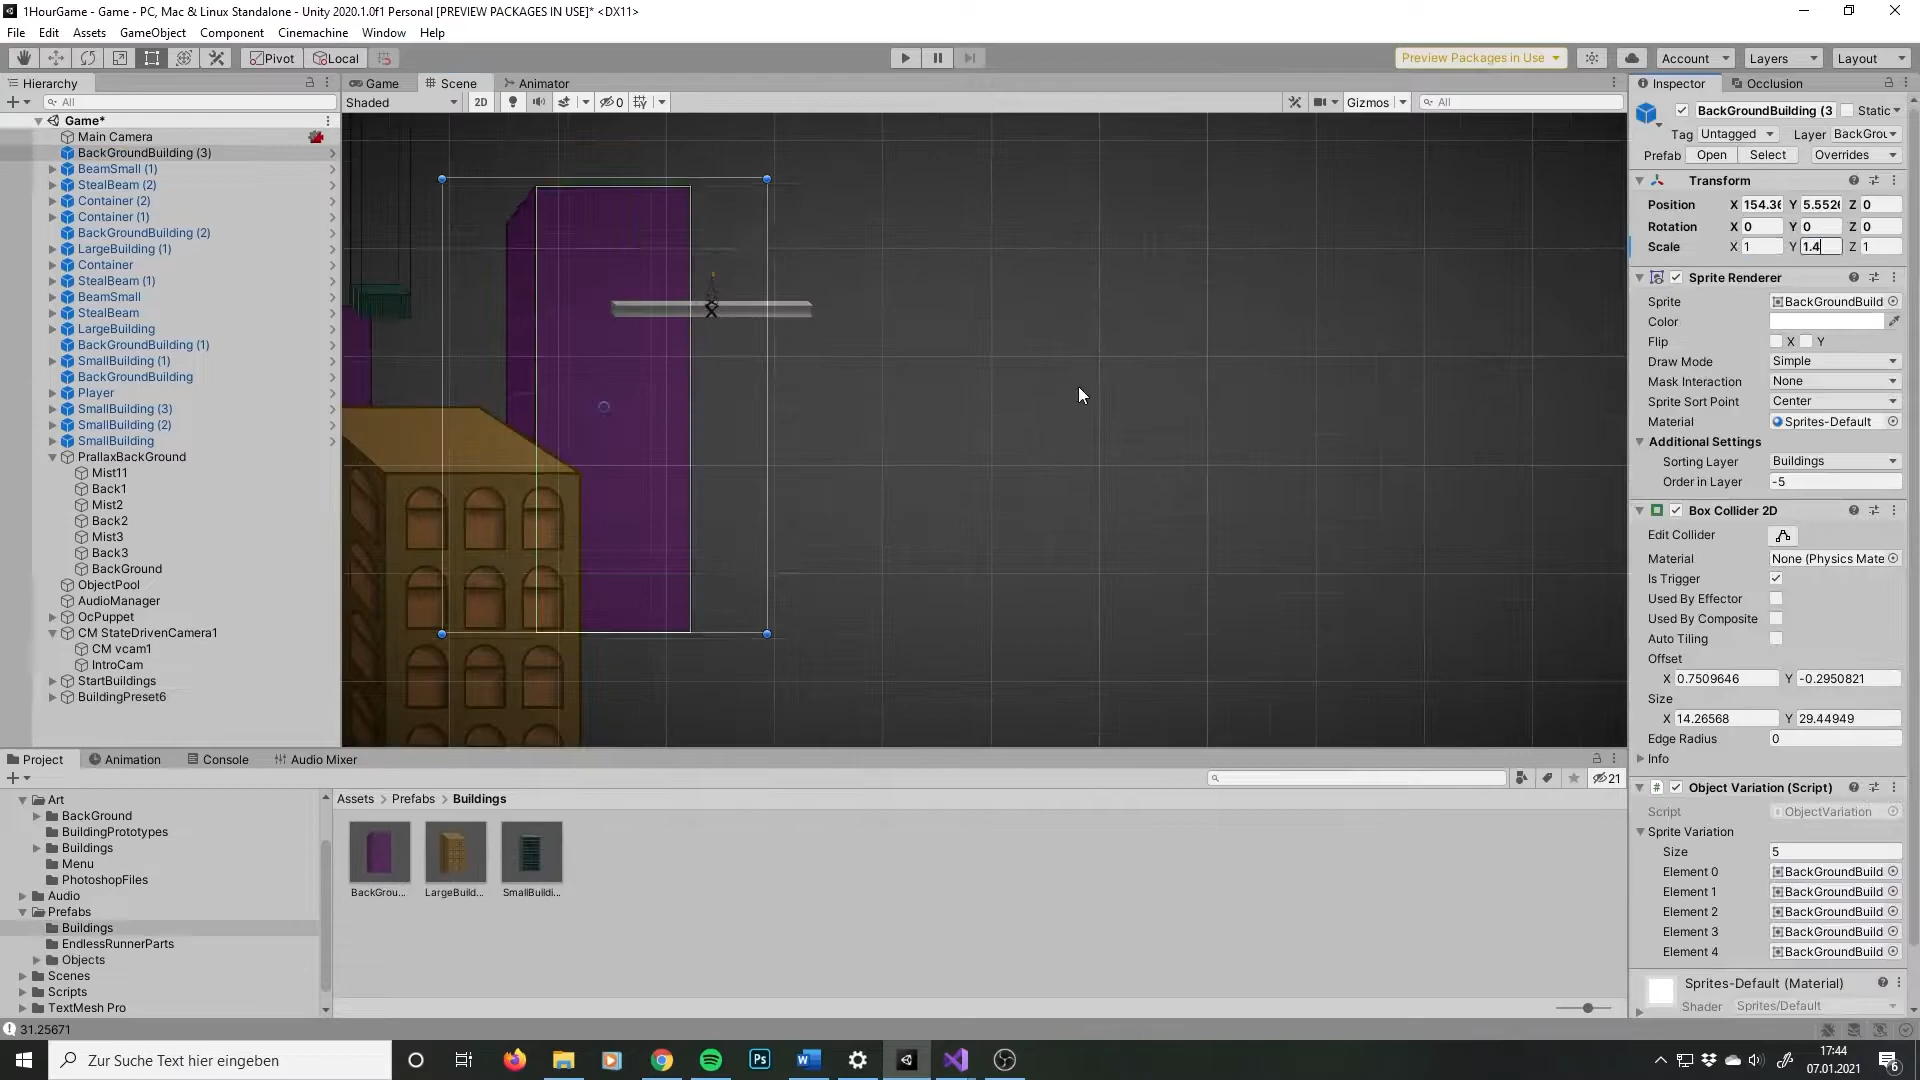 1HourGame - Game - PC, Mac & Linux Standalone - Unity 2020.1.0f1 Personal [PREVIEW PACKAGES IN USE]* <DX11>
File Edit Assets GameObject Component Cinemachine Window Help
Pivot Local Preview Packages in Use Account Layers Layout
Hierarchy Game Scene Animator Inspector Occlusion
All Shaded 2D 0 Gizmos All
Game*
Main Camera
BackGroundBuilding (3)
BeamSmall (1)
StealBeam (2)
Container (2)
Container (1)
BackGroundBuilding (2)
LargeBuilding (1)
Container
StealBeam (1)
BeamSmall
StealBeam
LargeBuilding
BackGroundBuilding (1)
SmallBuilding (1)
BackGroundBuilding
Player
SmallBuilding (3)
SmallBuilding (2)
SmallBuilding
PrallaxBackGround
Mist11
Back1
Mist2
Back2
Mist3
Back3
BackGround
ObjectPool
AudioManager
OcPuppet
CM StateDrivenCamera1
CM vcam1
IntroCam
StartBuildings
BuildingPreset6
BackGroundBuilding (3 Static
Tag Untagged Layer BackGrou
Prefab Open Select Overrides
Transform
Position X 154.36 Y 5.5526 Z 0
Rotation X 0 Y 0 Z 0
Scale X 1 Y 1.4 Z 1
Sprite Renderer
Sprite BackGroundBuild
Color
Flip X Y
Draw Mode Simple
Mask Interaction None
Sprite Sort Point Center
Material Sprites-Default
Additional Settings
Sorting Layer Buildings
Order in Layer -5
Box Collider 2D
Edit Collider
Material None (Physics Mate
Is Trigger
Used By Effector
Used By Composite
Auto Tiling
Offset
X 0.7509646 Y -0.2950821
Size
X 14.26568 Y 29.44949
Edge Radius 0
Info
Object Variation (Script)
Script ObjectVariation
Sprite Variation
Size 5
Element 0 BackGroundBuild
Element 1 BackGroundBuild
Element 2 BackGroundBuild
Element 3 BackGroundBuild
Element 4 BackGroundBuild
Sprites-Default (Material)
Shader Sprites/Default
Project Animation Console Audio Mixer
21
Art
BackGround
BuildingPrototypes
Buildings
Menu
PhotoshopFiles
Audio
Prefabs
Buildings
EndlessRunnerParts
Objects
Scenes
Scripts
TextMesh Pro
Assets > Prefabs > Buildings
BackGrou... LargeBuild... SmallBuildi...
31.25671
Zur Suche Text hier eingeben
17:44
07.01.2021
6